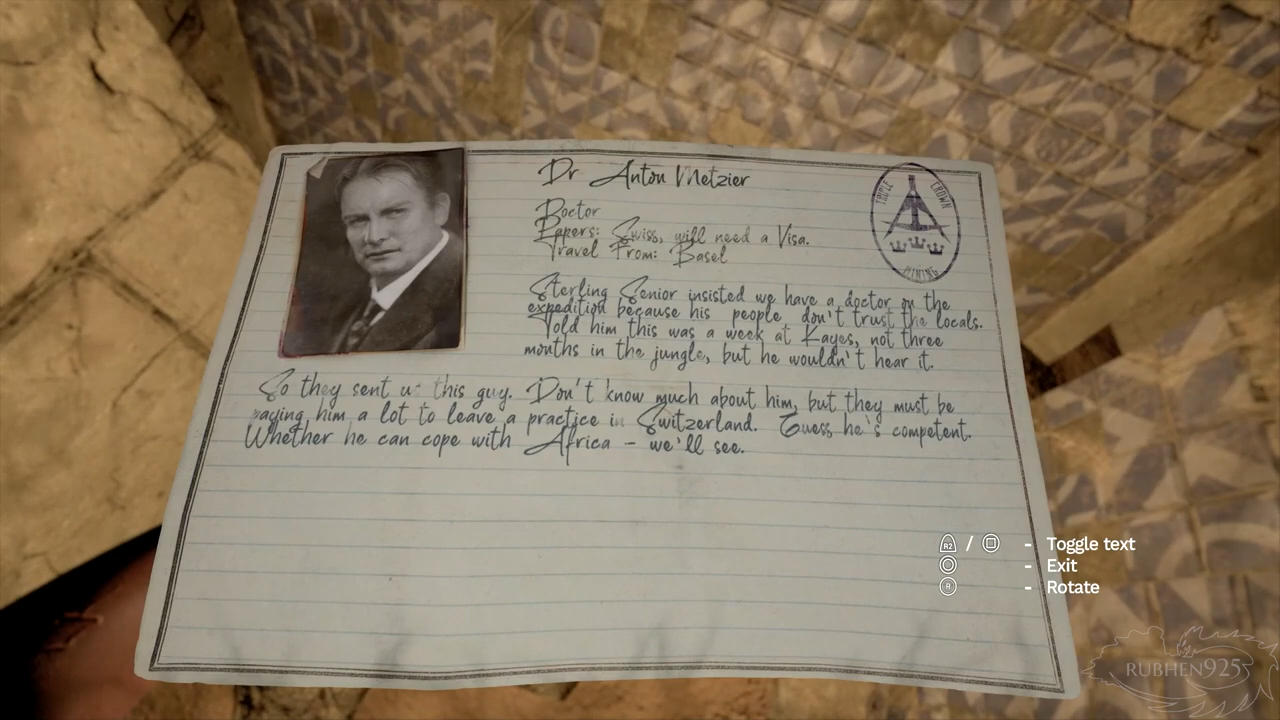 Dr Anton Metzier
Doctor
Papers: Swiss, will need a Visa.
Travel From: Basel
TRIPLE CROWN
MINING
Sterling Senior insisted we have a doctor on the
expedition because his people don't trust the locals.
Told him this was a week at Kayes, not three
months in the jungle, but he wouldn't hear it.
So they sent us this guy. Don't know much about him, but they must be
paying him a lot to leave a practice in Switzerland. Guess he's competent.
Whether he can cope with Africa - we'll see.
R2 / - Toggle text
- Exit
R - Rotate
RUBHEN925